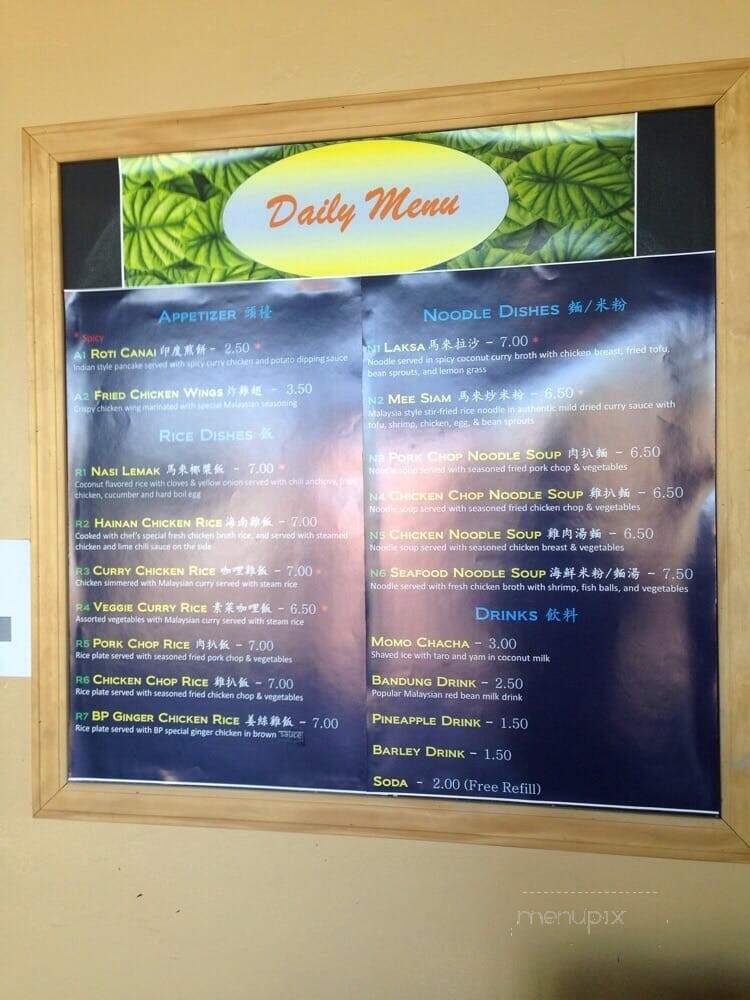 Daily Menu
APPETIZER 頭檯
* Spicy
A1 ROTI CANAI 印度煎餅 - 2.50 *
Indian style pancake served with spicy curry chicken and potato dipping sauce
A2 FRIED CHICKEN WINGS 炸雞翅 - 3.50
Crispy chicken wing marinated with special Malaysian seasoning
RICE DISHES 飯
R1 NASI LEMAK 馬來椰漿飯 - 7.00 *
Coconut flavored rice with cloves & yellow onion served with chili anchovy,
chicken, cucumber and hard boil egg
R2 HAINAN CHICKEN RICE 海南雞飯 - 7.00
Cooked with chef's special fresh chicken broth rice, and served with steamed
chicken and lime chili sauce on the side
R3 CURRY CHICKEN RICE 咖哩雞飯 - 7.00 *
Chicken simmered with Malaysian curry served with steam rice
R4 VEGGIE CURRY RICE 素菜咖哩飯 - 6.50 *
Assorted vegetables with Malaysian curry served with steam rice
R5 PORK CHOP RICE 肉扒飯 - 7.00
Rice plate served with seasoned fried pork chop & vegetables
R6 CHICKEN CHOP RICE 雞扒飯 - 7.00
Rice plate served with seasoned fried chicken chop & vegetables
R7 BP GINGER CHICKEN RICE 姜絲雞飯 - 7.00
Rice plate served with BP special ginger chicken in brown sauce
NOODLE DISHES 麵/米粉
N1 LAKSA 馬來拉沙 - 7.00 *
Noodle served in spicy coconut curry broth with chicken breast, fried tofu,
bean sprouts, and lemon grass
N2 MEE SIAM 馬來炒米粉 - 6.50 *
Malaysia style stir-fried rice noodle in authentic mild dried curry sauce with
tofu, shrimp, chicken, egg, & bean sprouts
N3 PORK CHOP NOODLE SOUP 肉扒麵 - 6.50
Noodle soup served with seasoned fried pork chop & vegetables
N4 CHICKEN CHOP NOODLE SOUP 雞扒麵 - 6.50
Noodle soup served with seasoned fried chicken chop & vegetables
N5 CHICKEN NOODLE SOUP 雞肉湯麵 - 6.50
Noodle soup served with seasoned chicken breast & vegetables
N6 SEAFOOD NOODLE SOUP 海鮮米粉/麵湯 - 7.50
Noodle served with fresh chicken broth with shrimp, fish balls, and vegetables
DRINKS 飲料
MOMO CHACHA - 3.00
Shaved ice with taro and yam in coconut milk
BANDUNG DRINK - 2.50
Popular Malaysian red bean milk drink
PINEAPPLE DRINK - 1.50
BARLEY DRINK - 1.50
SODA - 2.00 (Free Refill)
menupix